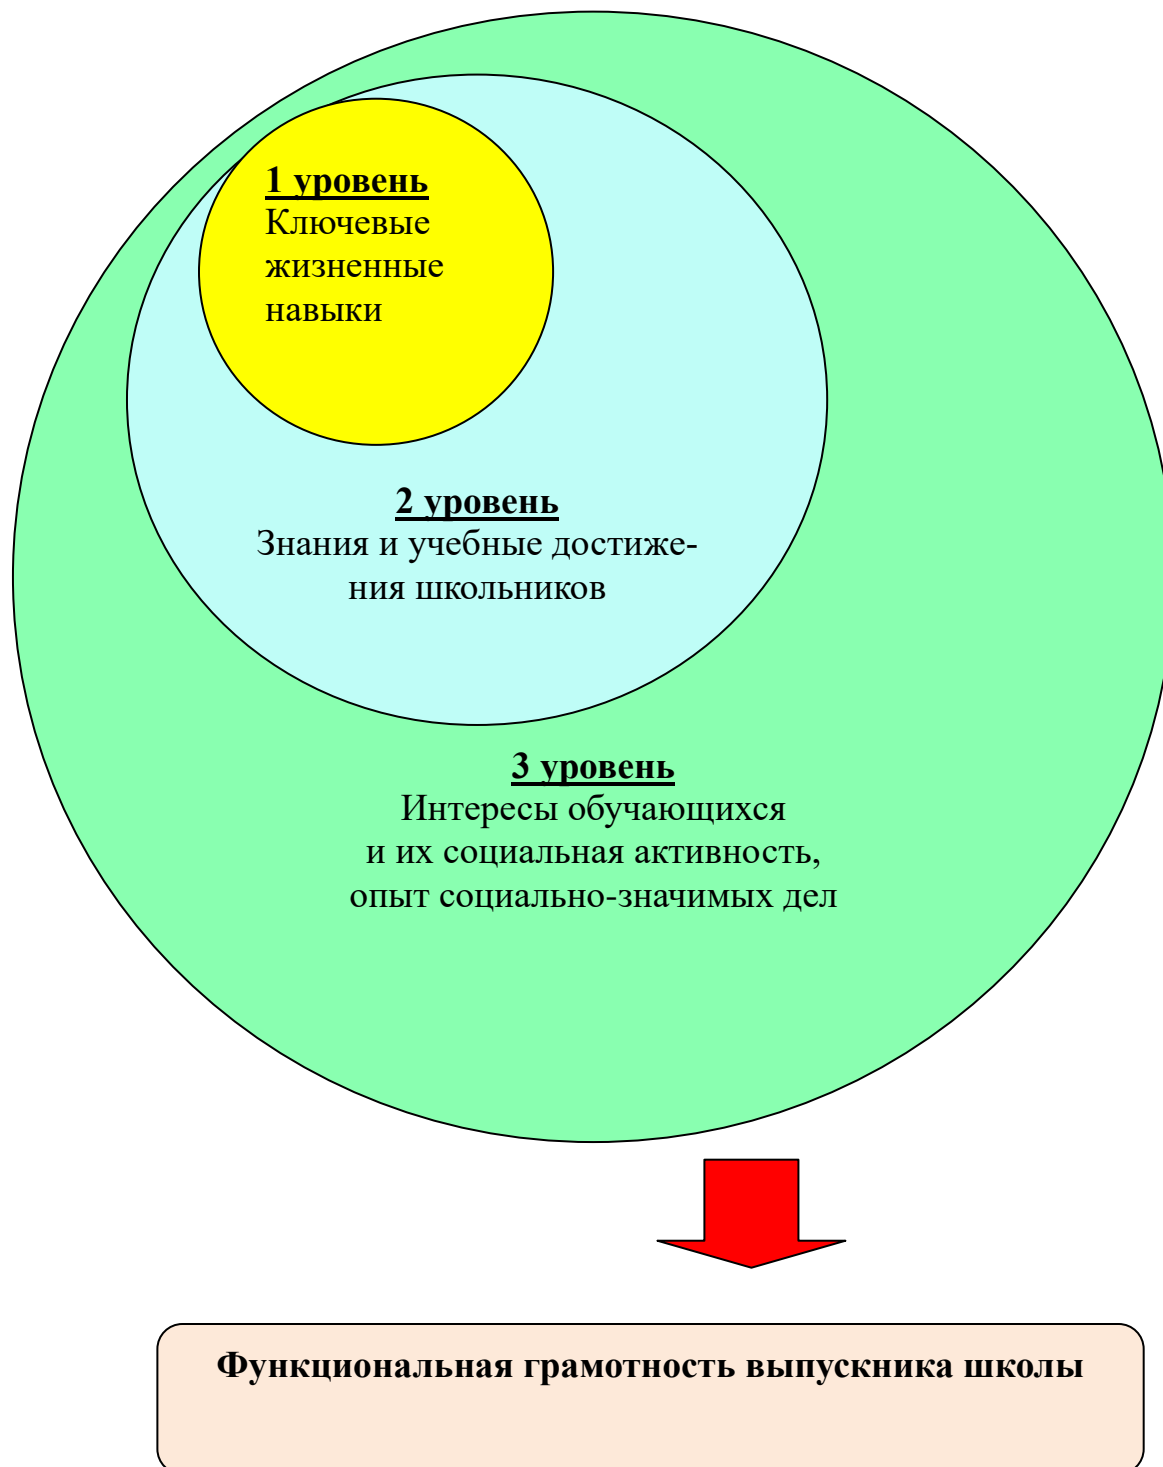 1 уровень
Ключевые
жизненные
навыки
2 уровень
Знания и учебные достиже-
ния школьников
3 уровень
Интересы обучающихся
и их социальная активность,
опыт социально-значимых дел
Функциональная грамотность выпускника школы